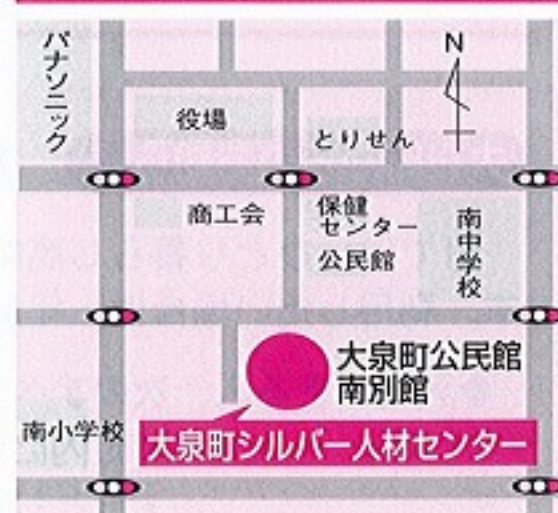 パナソニック
N
役場
とりせん
商工会
保健
センター
公民館
南中学校
大泉町公民館
南別館
南小学校
大泉町シルバー人材センター